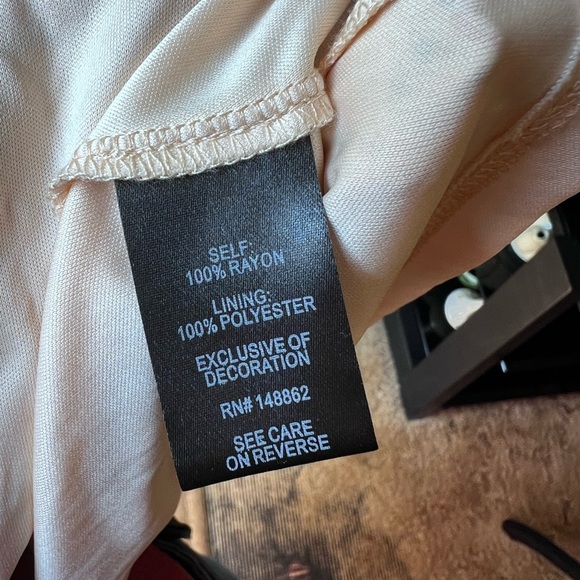 SELF:
100% RAYON
LINING:
100% POLYESTER
EXCLUSIVE OF
DECORATION
RN# 148862
SEE CARE
ON REVERSE